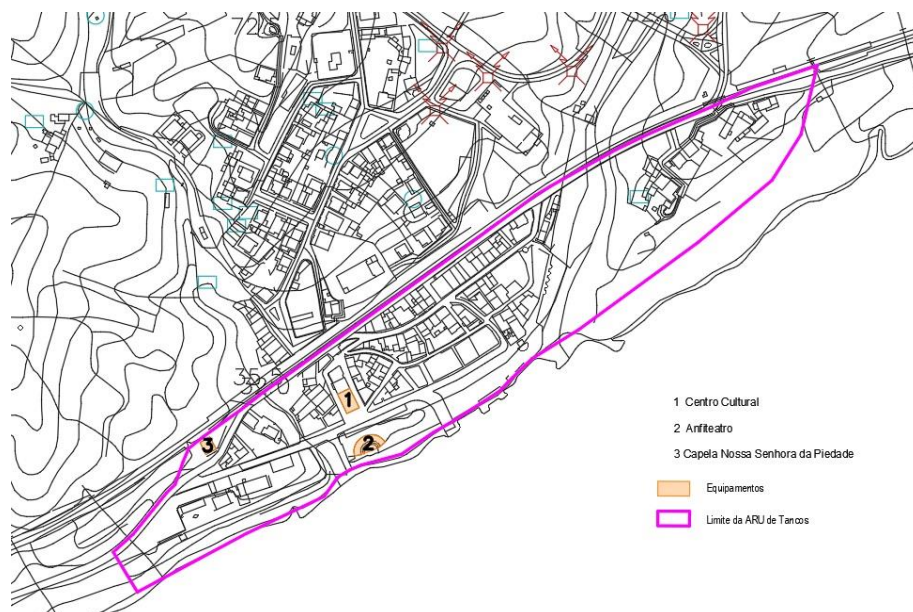 3
1
2
1 Centro Cultural
2 Anfiteatro
3 Capela Nossa Senhora da Piedade
Equipamentos
Limite da ARU de Tancos